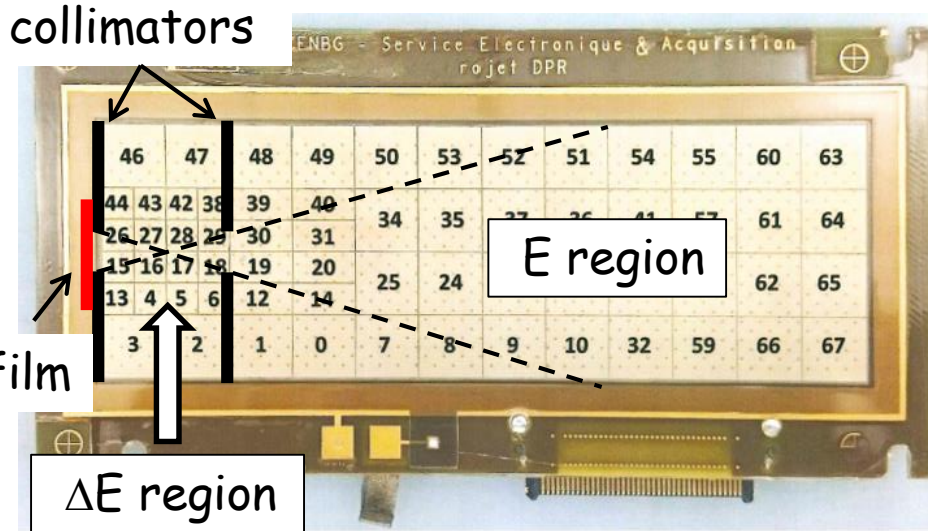 collimators
ENBG - Service Electronique & Acquisition
rojet DPR
46 47 48 49 50 53 52 51 54 55 60 63
44 43 42 38 39 40
34 35 61 64
26 27 28 29 30 31
E region
15 16 17 18 19 20
25 24 62 65
13 4 5 6 12 14
3 2 1 0 7 8 9 10 32 59 66 67
film
ΔE region